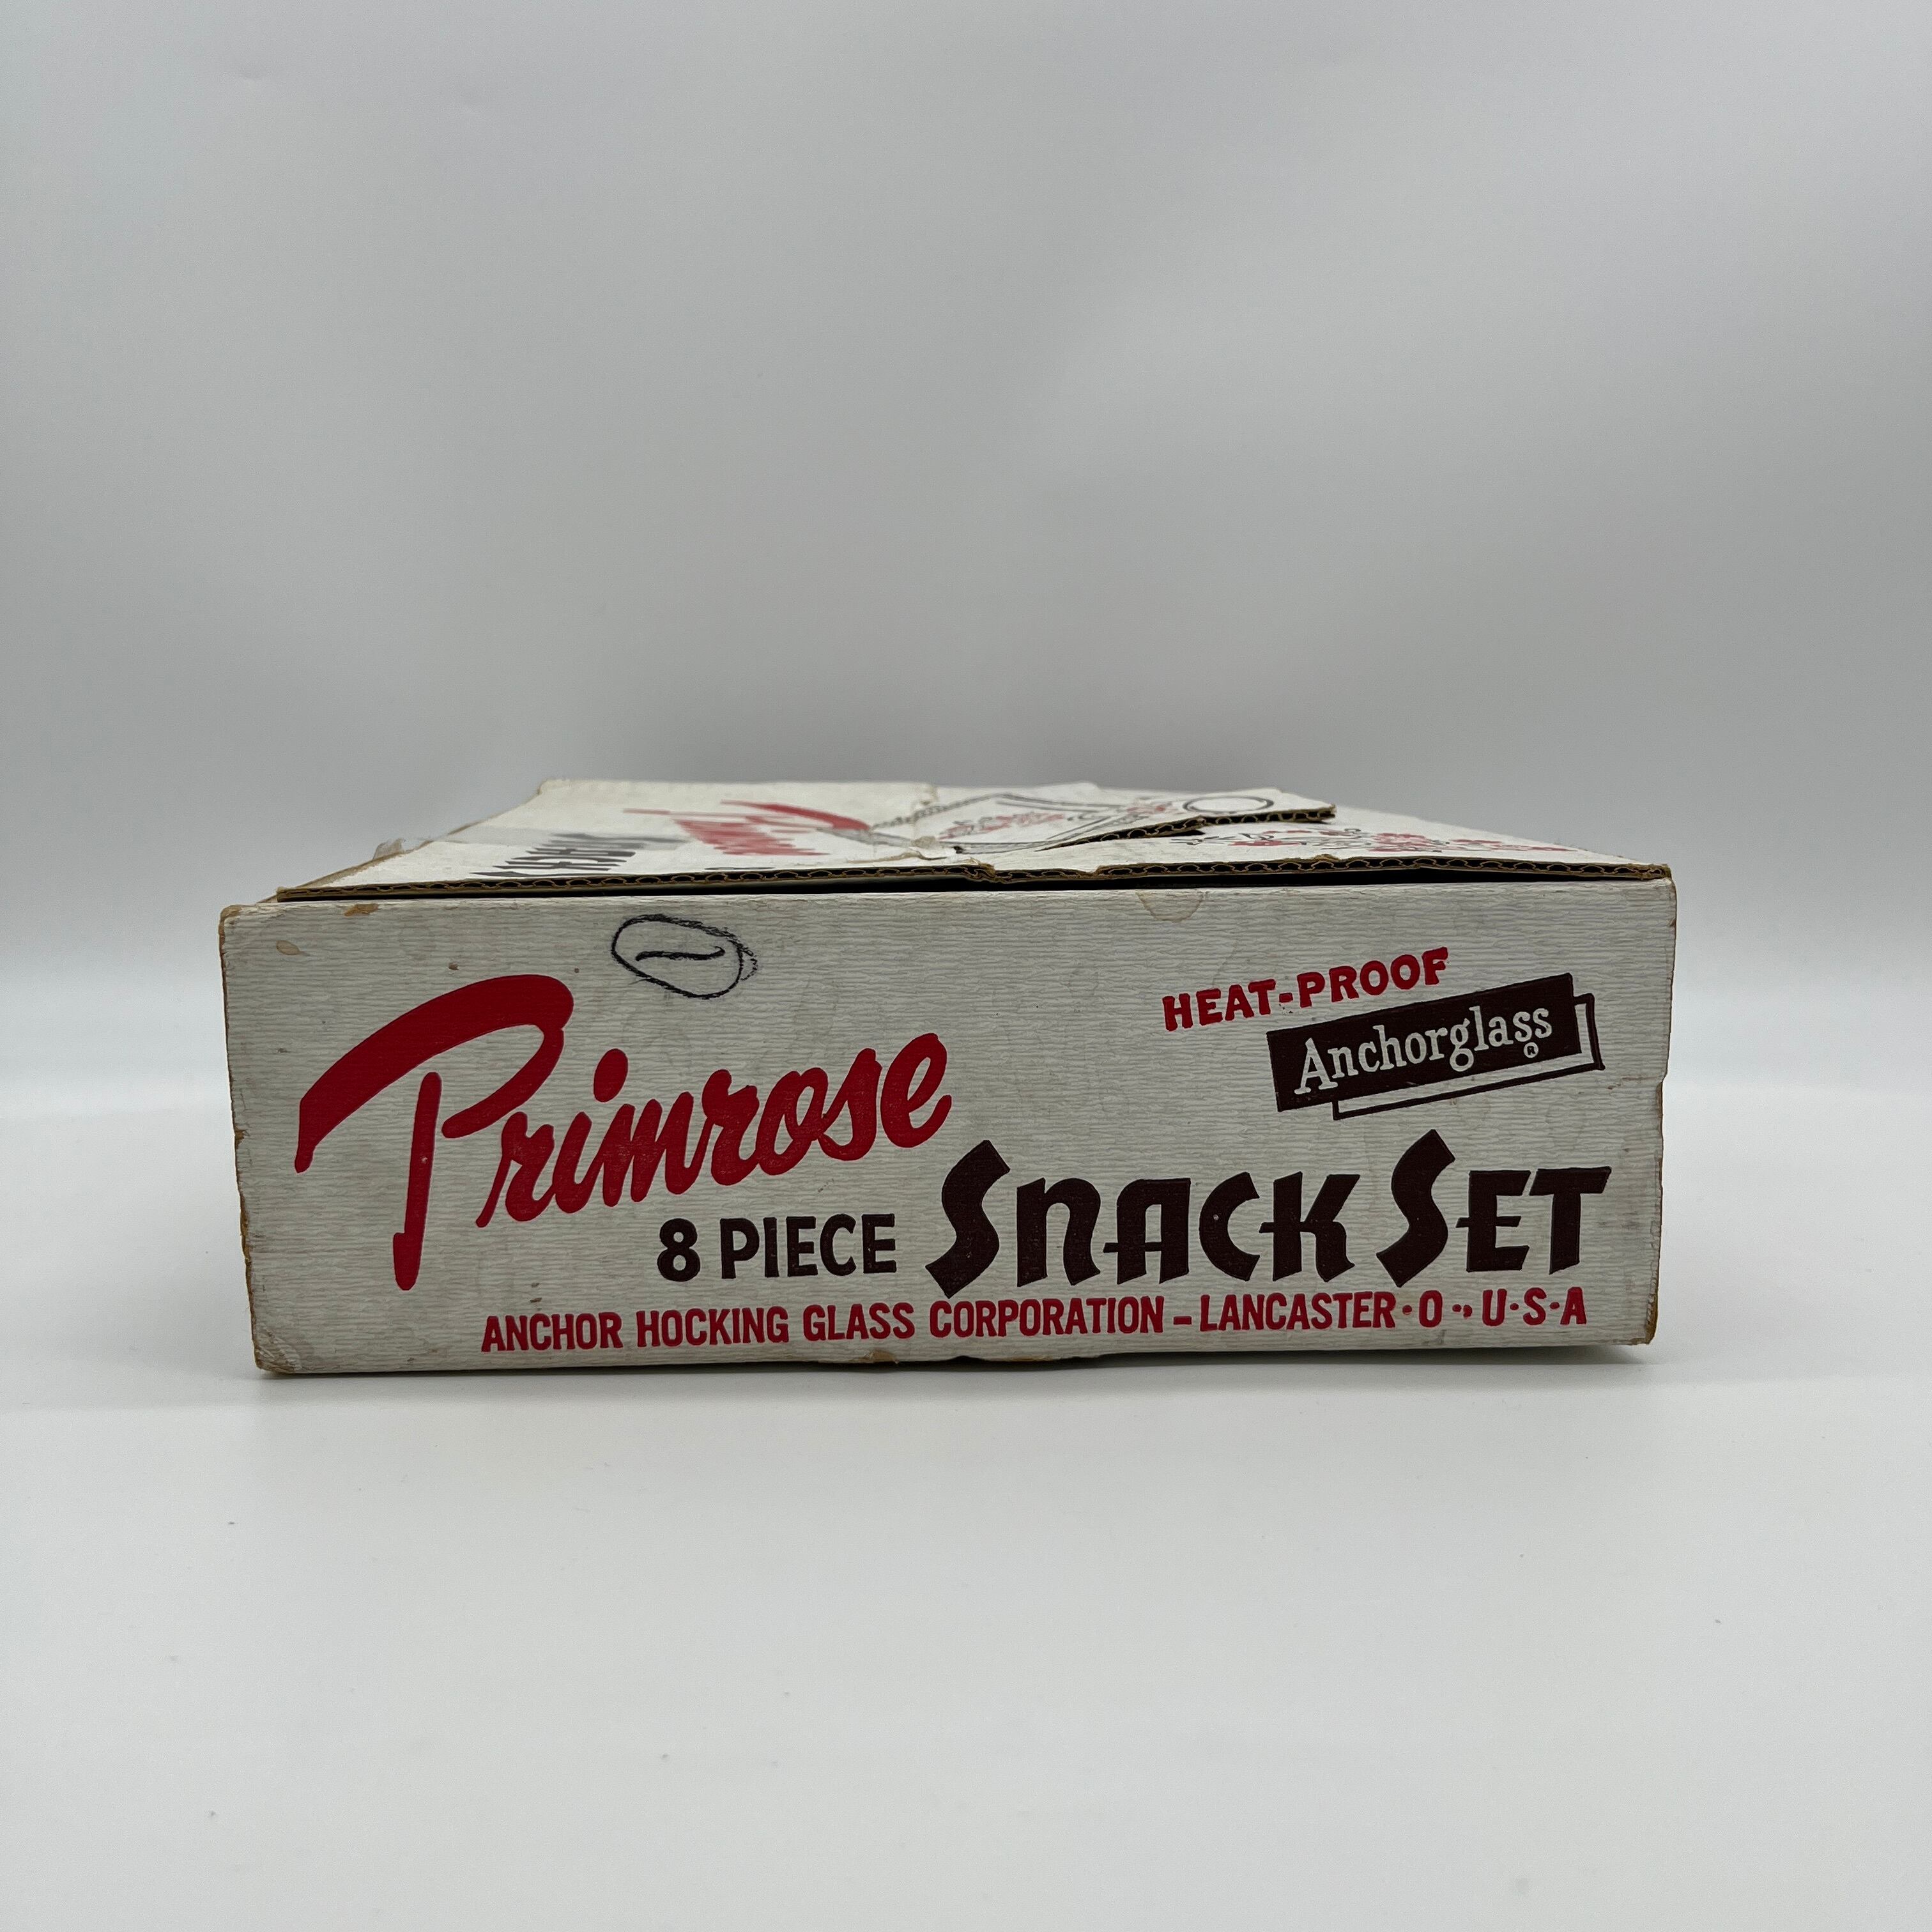 Primrose
HEAT-PROOF
Anchorglass®
8 PIECE SNACK SET
ANCHOR HOCKING GLASS CORPORATION - LANCASTER · O ·, U · S · A